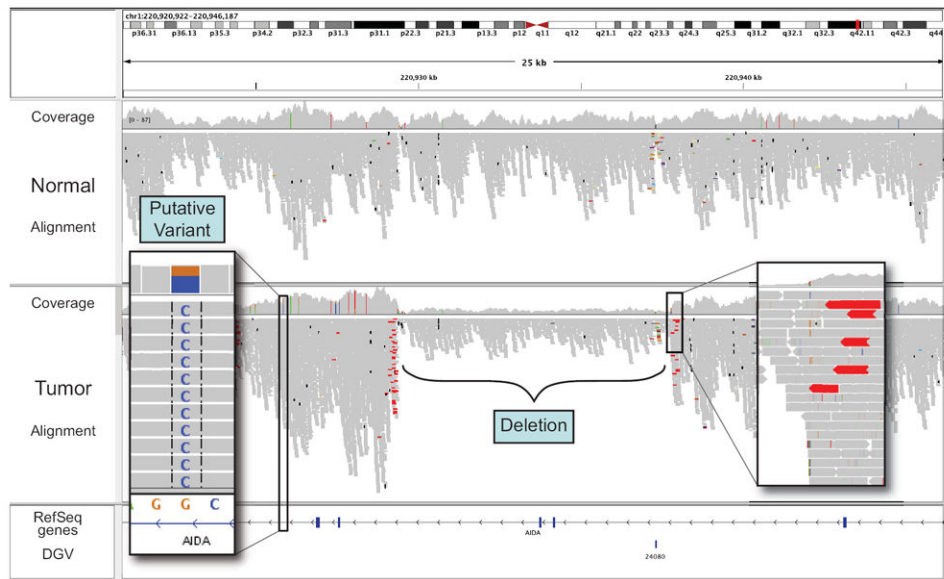 chr1:220,920,922-220,946,187
p36.31 p36.13 p35.3 p34.2 p32.3 p31.3 p31.1 p22.3 p21.3 p13.3 p12 q11 q12 q21.1 q22 q23.3 q24.3 q25.3 q31.2 q32.1 q32.3 q42.11 q42.3 q44
25 kb
220,930 kb 220,940 kb
Coverage
[0 - 87]
Normal
Alignment
Putative
Variant
Coverage
Tumor
Alignment
C
C
C
C
C
C
C
C
C
C
C
G G C
AIDA
Deletion
RefSeq
genes
AIDA
DGV
24080